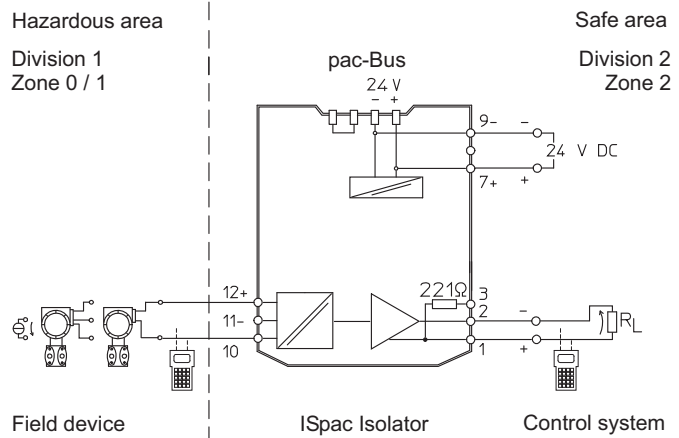 Hazardous area
Safe area
Division 1
Zone 0 / 1
Division 2
Zone 2
pac-Bus
24 V
- +
9-
-
24 V DC
7+
+
12+
11-
10
221Ω
3
2
-
1
+
RL
Field device
ISpac Isolator
Control system